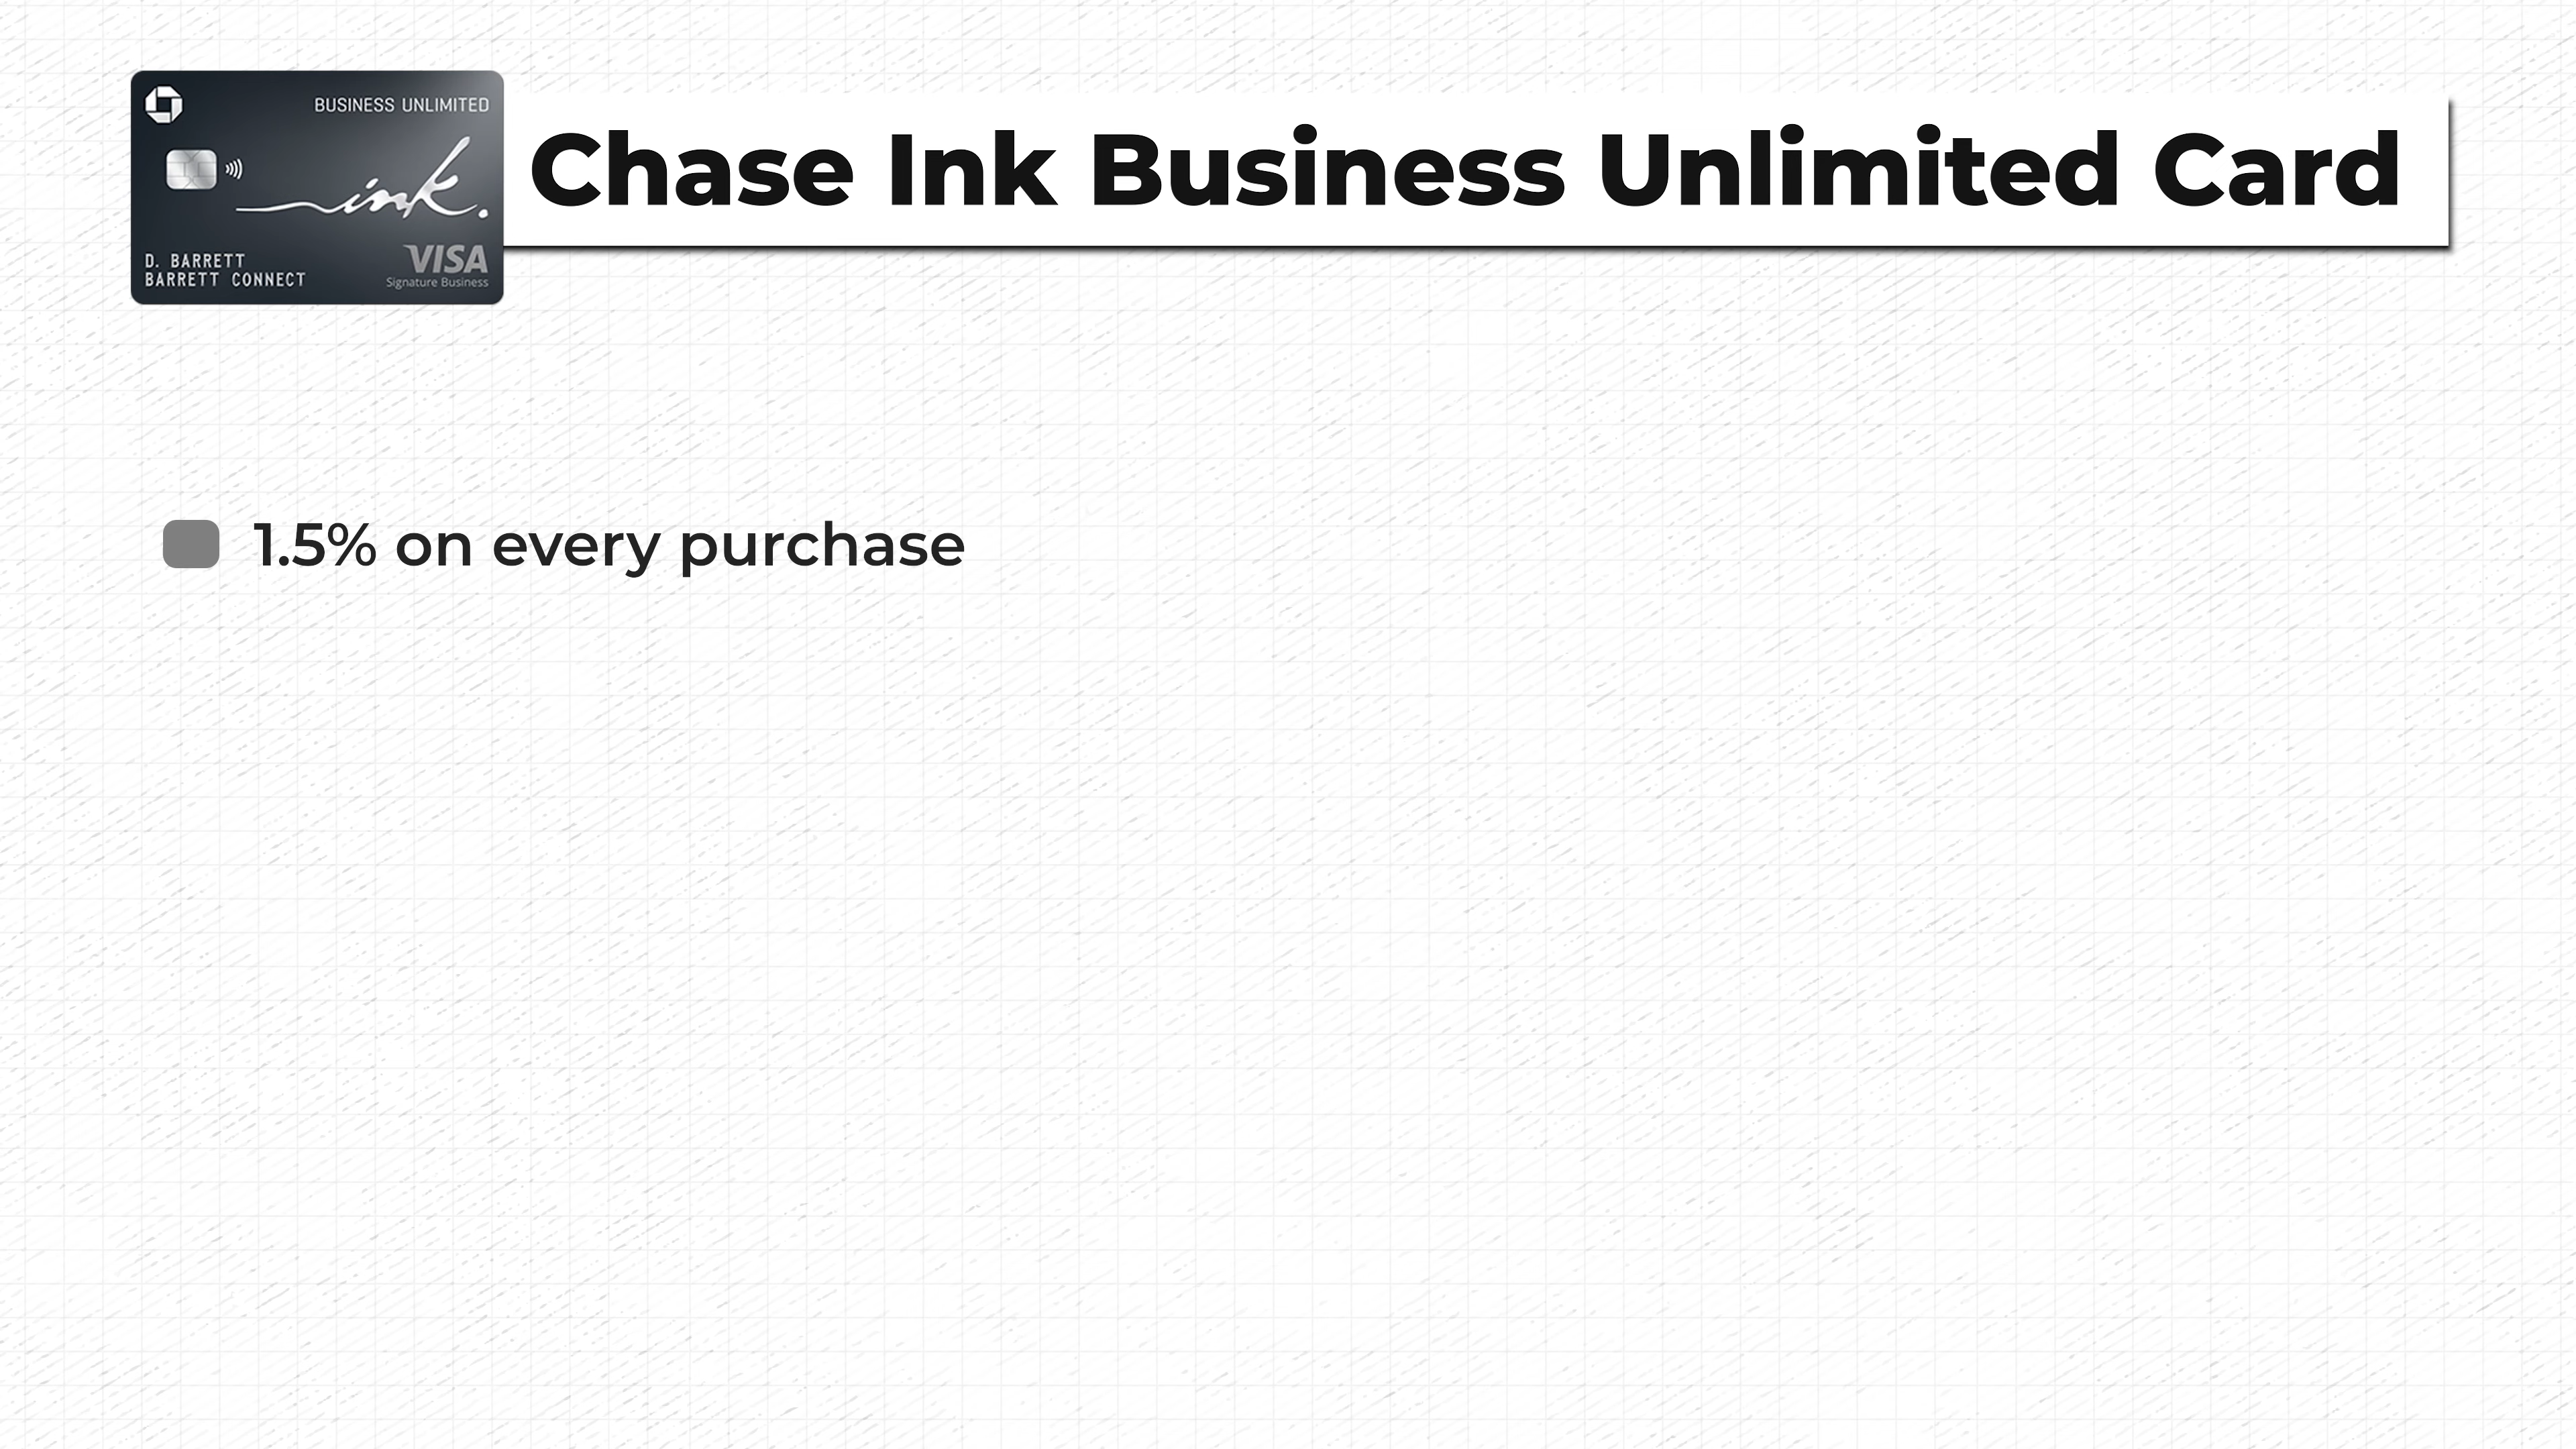 BUSINESS UNLIMITED
ink.
D. BARRETT
BARRETT CONNECT
VISA
Signature Business
Chase Ink Business Unlimited Card
1.5% on every purchase